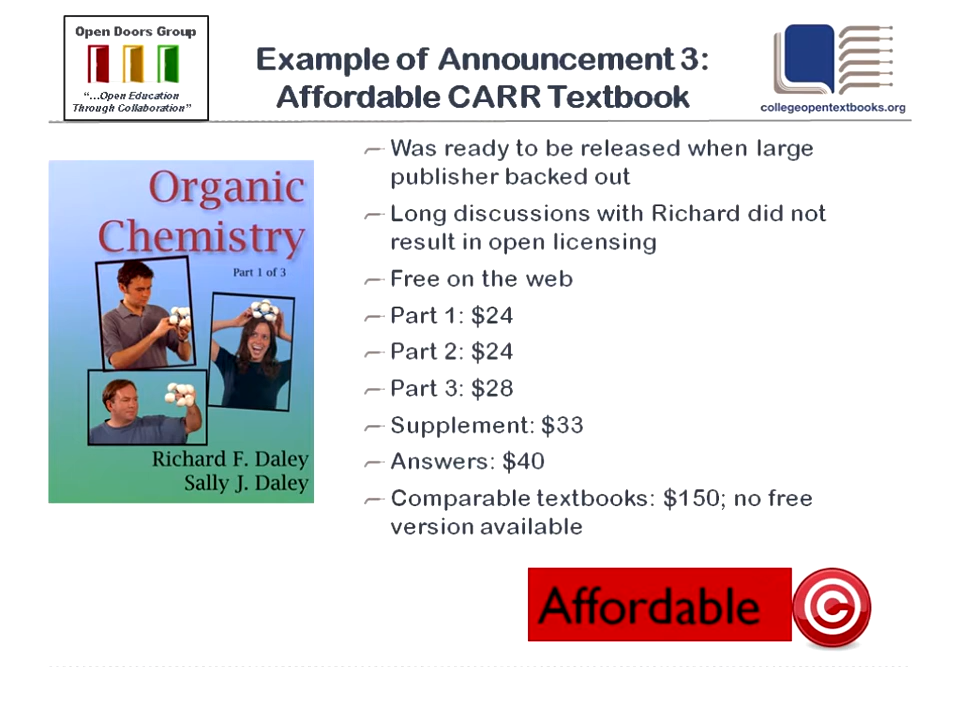 Open Doors Group
“...Open Education
Through Collaboration”
Example of Announcement 3:
Affordable CARR Textbook
collegeopentextbooks.org
Organic
Chemistry
Part 1 of 3
Richard F. Daley
Sally J. Daley
Was ready to be released when large
publisher backed out
Long discussions with Richard did not
result in open licensing
Free on the web
Part 1: $24
Part 2: $24
Part 3: $28
Supplement: $33
Answers: $40
Comparable textbooks: $150; no free
version available
Affordable ©